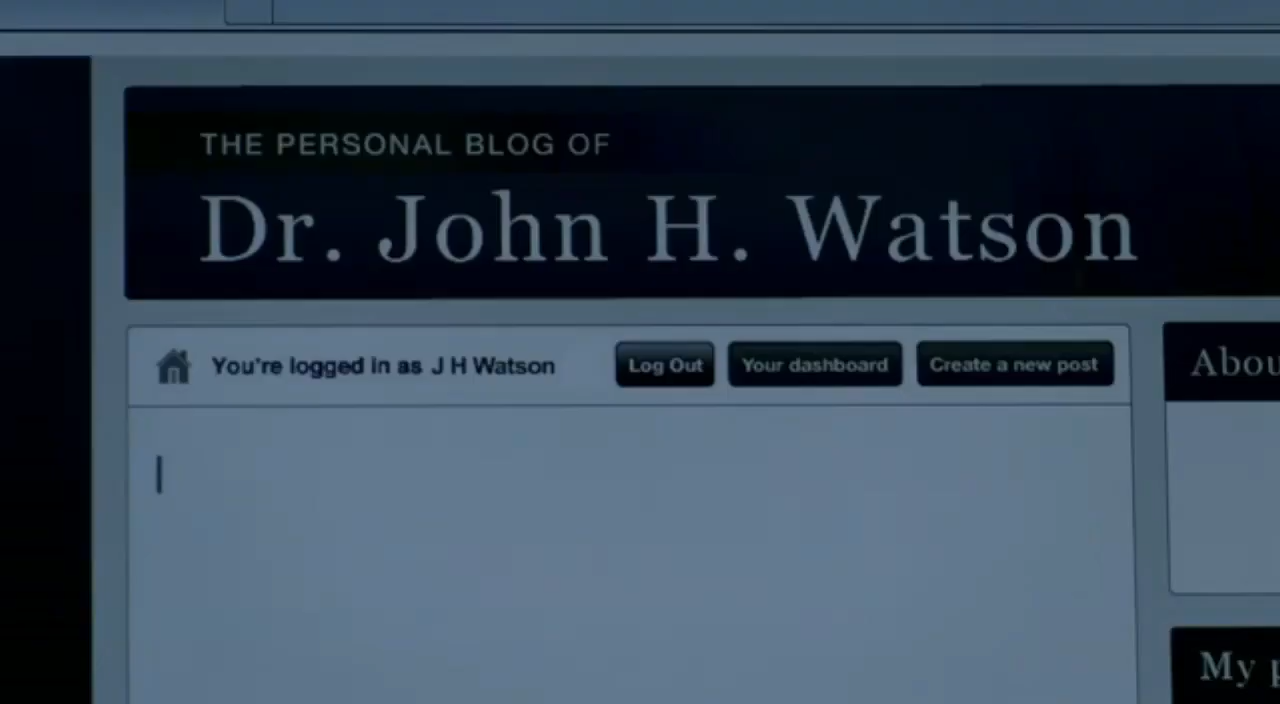 THE PERSONAL BLOG OF
Dr. John H. Watson
You're logged in as J H Watson
Log Out
Your dashboard
Create a new post
My